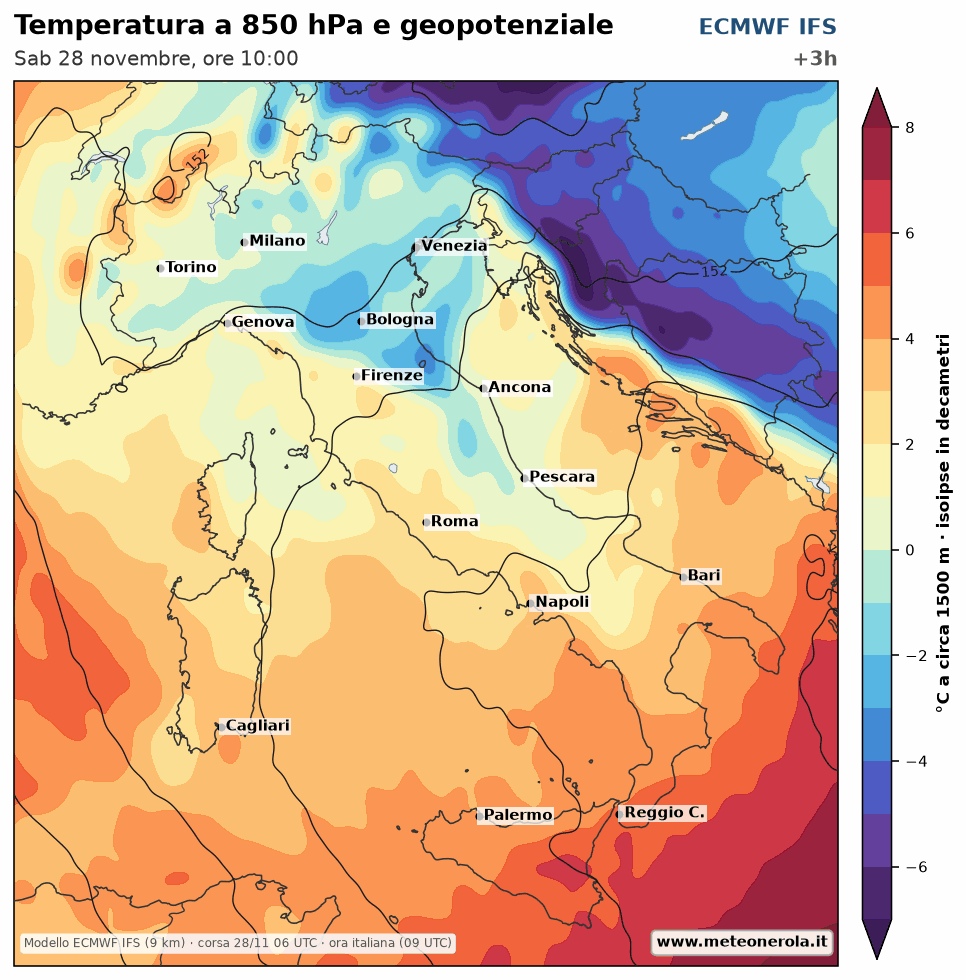 Temperatura a 850 hPa e geopotenziale
ECMWF IFS
Sab 28 novembre, ore 10:00
+3h
152
Milano
Venezia
Torino
152
Genova
Bologna
Firenze
Ancona
Pescara
Roma
Bari
Napoli
Cagliari
Palermo
Reggio C.
8
6
4
2
0
−2
−4
−6
°C a circa 1500 m · isoipse in decametri
Modello ECMWF IFS (9 km) · corsa 28/11 06 UTC · ora italiana (09 UTC)
www.meteonerola.it